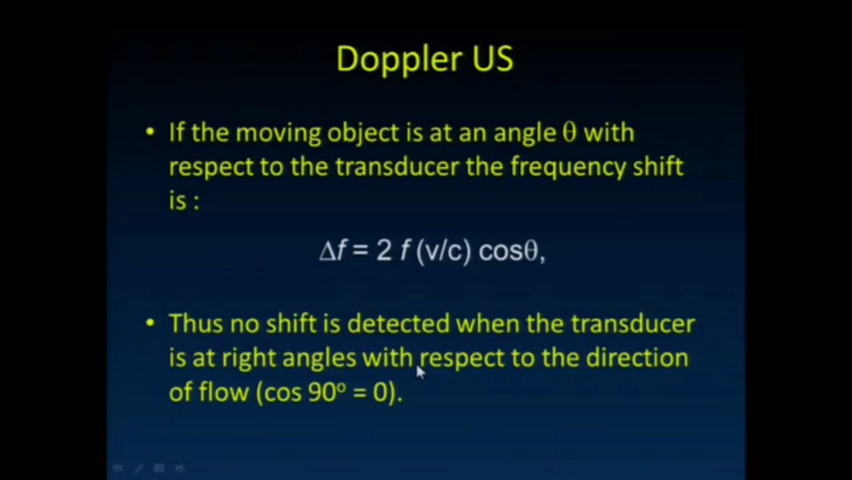 Doppler US
• If the moving object is at an angle θ with
respect to the transducer the frequency shift
is :
Δf = 2 f (v/c) cosθ,
• Thus no shift is detected when the transducer
is at right angles with respect to the direction
of flow (cos 90º = 0).